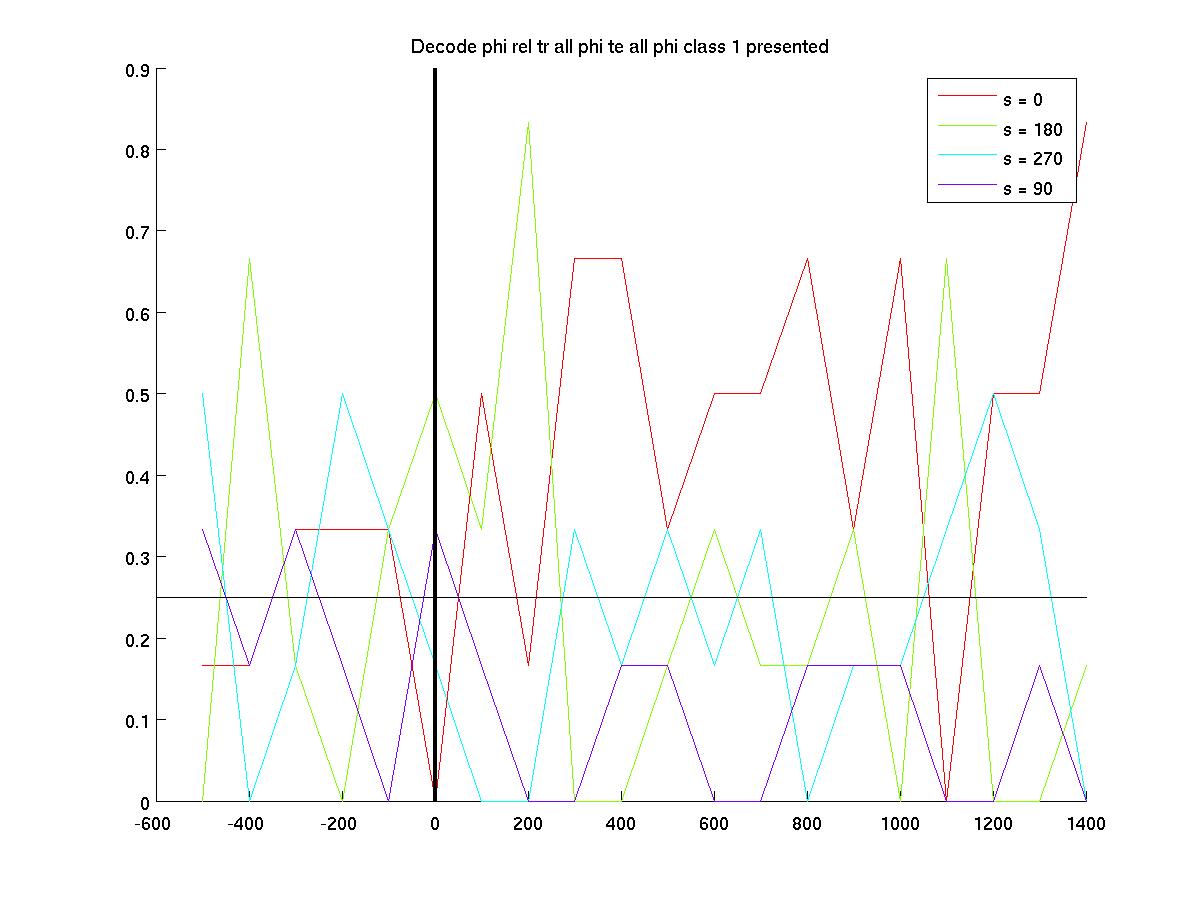 Decode phi rel tr all phi te all phi class 1 presented
0.9
0.8
0.7
0.6
0.5
0.4
0.3
0.2
0.1
0
s = 0
s = 180
s = 270
s = 90
-600 -400 -200 0 200 400 600 800 1000 1200 1400